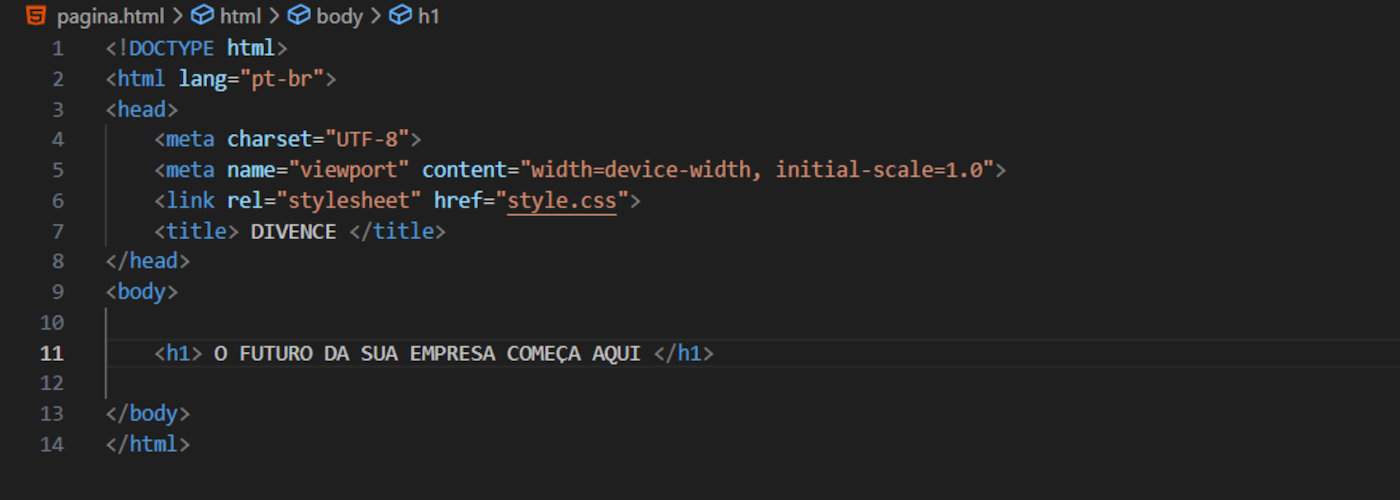 pagina.html > html > body > h1
1 <!DOCTYPE html>
2 <html lang="pt-br">
3 <head>
4     <meta charset="UTF-8">
5     <meta name="viewport" content="width=device-width, initial-scale=1.0">
6     <link rel="stylesheet" href="style.css">
7     <title> DIVENCE </title>
8 </head>
9 <body>
10
11     <h1> O FUTURO DA SUA EMPRESA COMEÇA AQUI </h1>
12
13 </body>
14 </html>